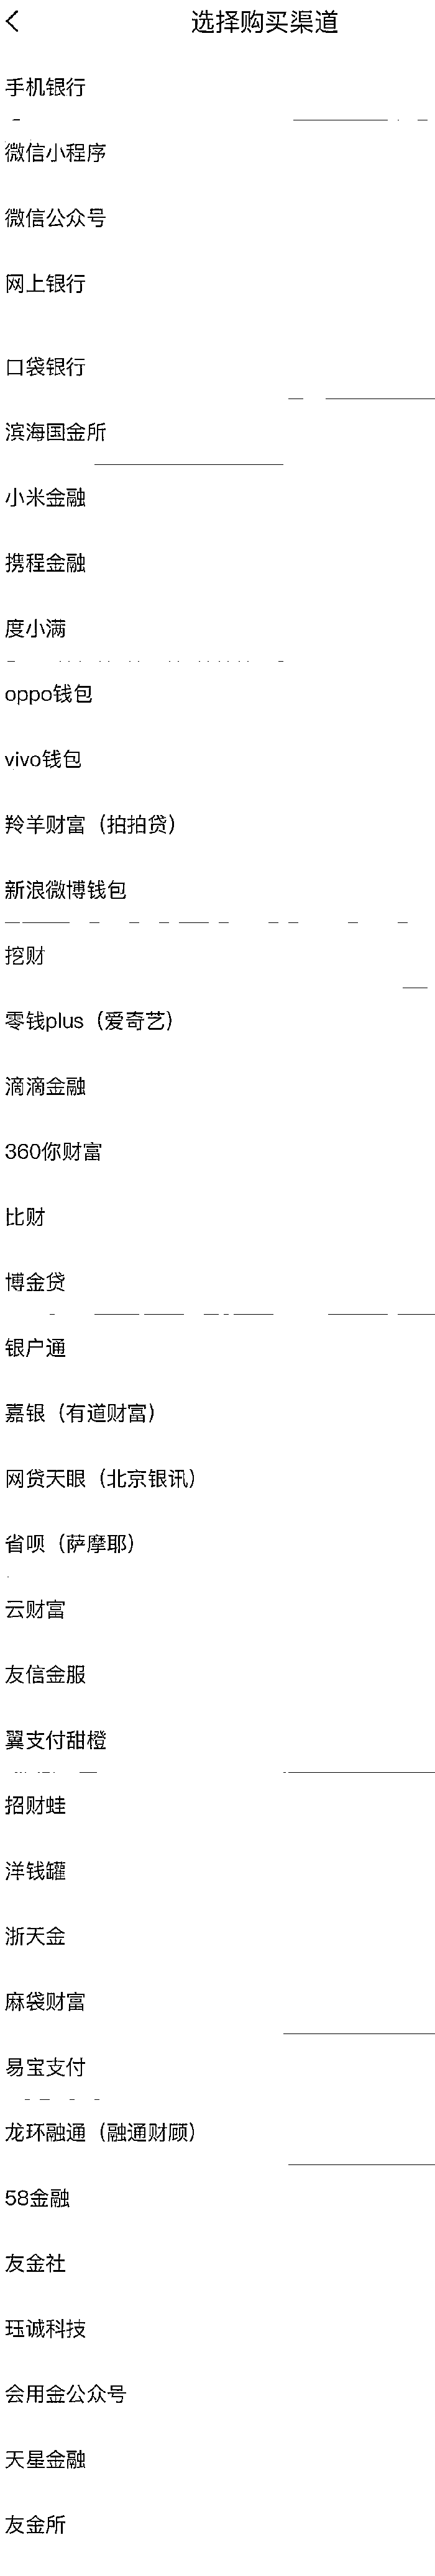 选择购买渠道
手机银行
微信小程序
微信公众号
网上银行
口袋银行
滨海国金所
小米金融
携程金融
度小满
oppo钱包
vivo钱包
羚羊财富（拍拍贷）
新浪微博钱包
挖财
零钱plus（爱奇艺）
滴滴金融
360你财富
比财
博金贷
银户通
嘉银（有道财富）
网贷天眼（北京银讯）
省呗（萨摩耶）
云财富
友信金服
翼支付甜橙
招财蛙
洋钱罐
浙天金
麻袋财富
易宝支付
龙环融通（融通财顾）
58金融
友金社
珏诚科技
会用金公众号
天星金融
友金所